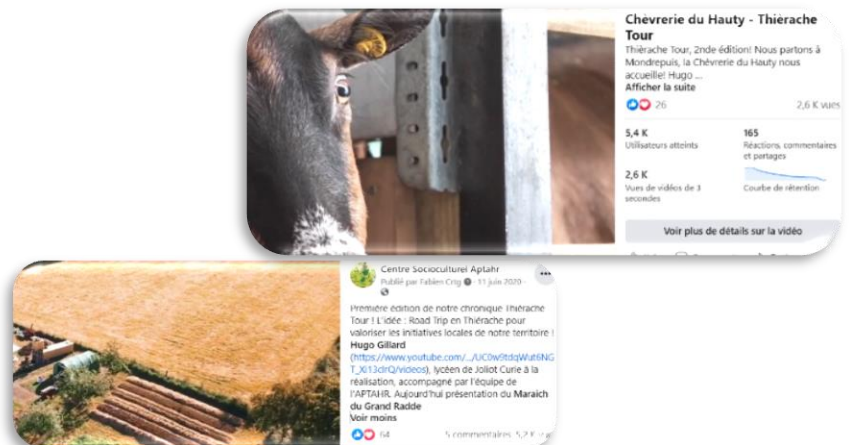 Chèvrerie du Hauty - Thiérache
Tour
Thiérache Tour, 2nde édition! Nous partons à
Mondrepuis, la Chèvrerie du Hauty nous
accueille! Hugo ...
Afficher la suite
26
2,6 K vues
5,4 K
Utilisateurs atteints
165
Réactions, commentaires
et partages
2,6 K
Vues de vidéos de 3
secondes
Courbe de rétention
Voir plus de détails sur la vidéo
Centre Socioculturel Aptahr
Publié par Fabien Crtg · 11 juin 2020 ·
Première édition de notre chronique Thiérache
Tour ! L'idée : Road Trip en Thiérache pour
valoriser les initiatives locales de notre territoire !
Hugo Gillard
(https://www.youtube.com/.../UC0w9tdqWut6NG
T_Xi13clrQ/videos), lycéen de Joliot Curie à la
réalisation, accompagné par l'équipe de
l'APTAHR. Aujourd'hui présentation du Maraich
du Grand Radde
Voir moins
64
5 commentaires 5,2 K